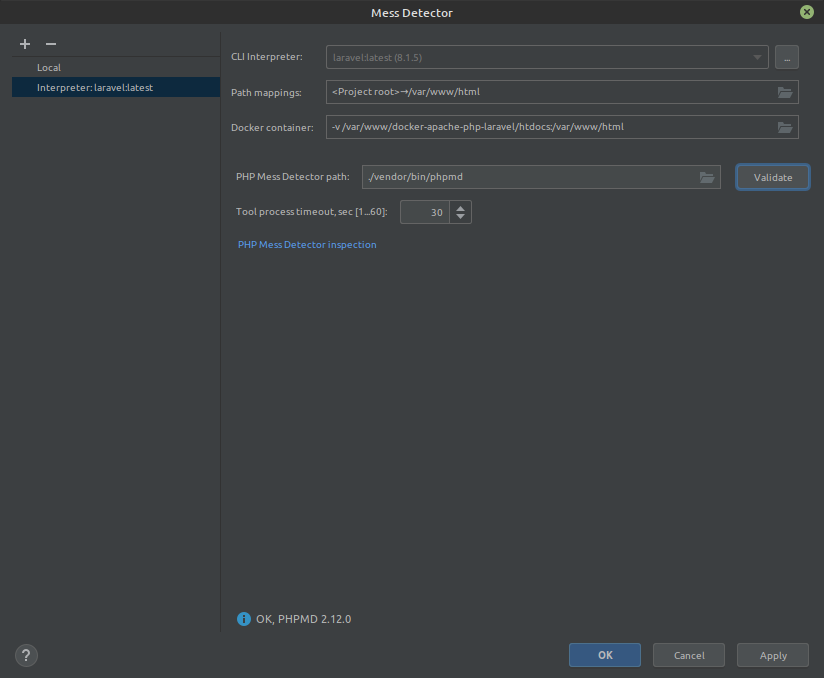 Mess Detector
Local
Interpreter: laravel:latest
CLI Interpreter: laravel:latest (8.1.5) ...
Path mappings: <Project root>→/var/www/html
Docker container: -v /var/www/docker-apache-php-laravel/htdocs:/var/www/html
PHP Mess Detector path: ./vendor/bin/phpmd Validate
Tool process timeout, sec [1...60]: 30
PHP Mess Detector inspection
OK, PHPMD 2.12.0
? OK Cancel Apply